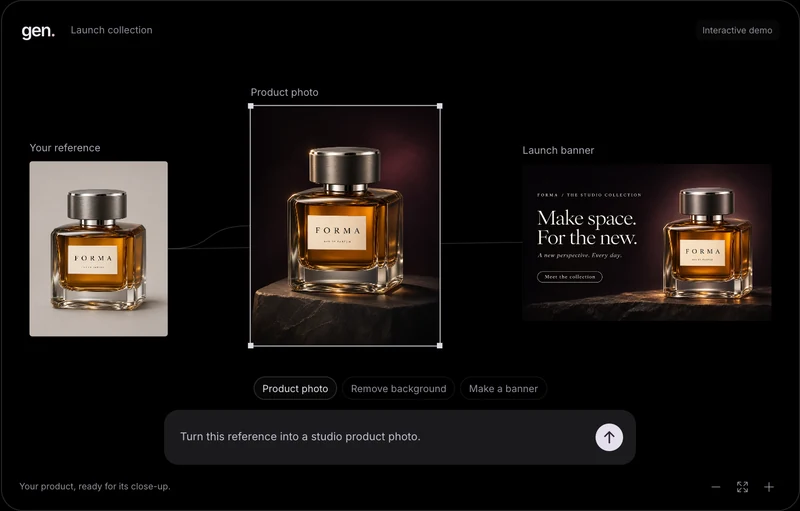 gen.
Launch collection
Interactive demo
Product photo
Your reference
Launch banner
FORMA
FORMA
EAU DE PARFUM
FORMA / THE STUDIO COLLECTION
Make space.
For the new.
A new perspective. Every day.
Meet the collection
FORMA
Product photo
Remove background
Make a banner
Turn this reference into a studio product photo.
Your product, ready for its close-up.